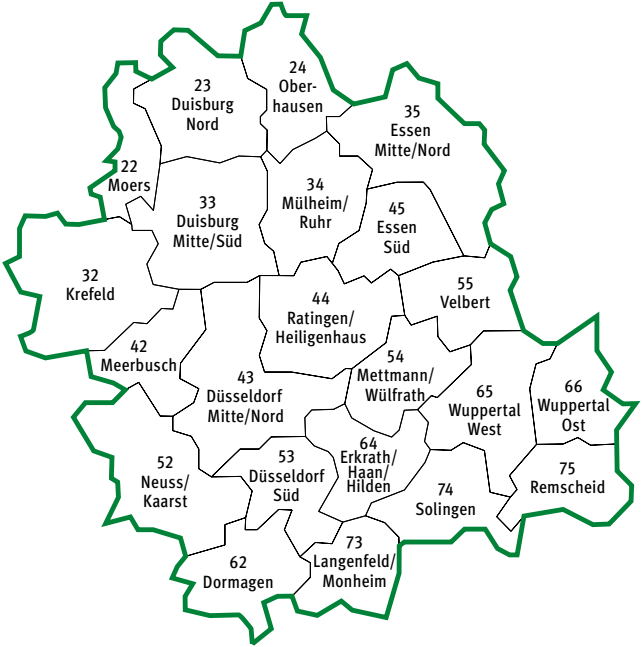 24
Ober-
hausen
23
Duisburg
Nord
35
Essen
Mitte/Nord
22
Moers
34
Mülheim/
Ruhr
33
Duisburg
Mitte/Süd
45
Essen
Süd
32
Krefeld
55
Velbert
44
Ratingen/
Heiligenhaus
42
Meerbusch
54
Mettmann/
Wülfrath
43
Düsseldorf
Mitte/Nord
65
Wuppertal
West
66
Wuppertal
Ost
64
Erkrath/
Haan/
Hilden
52
Neuss/
Kaarst
53
Düsseldorf
Süd
75
Remscheid
74
Solingen
73
Langenfeld/
Monheim
62
Dormagen